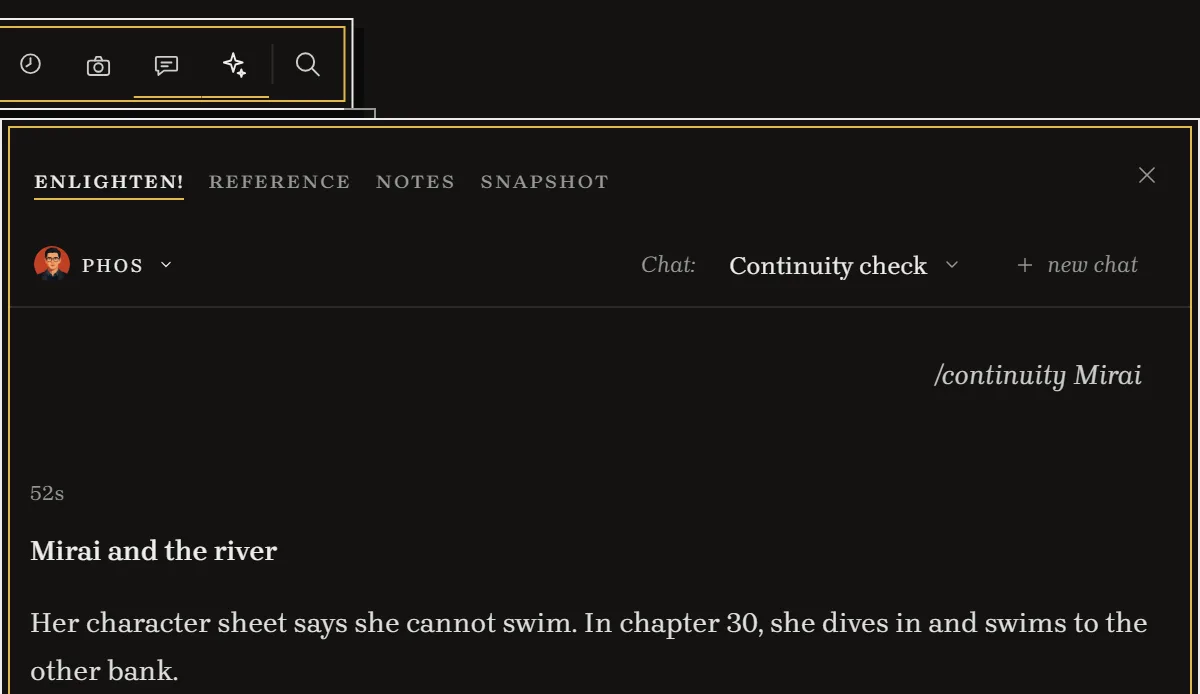 ENLIGHTEN! REFERENCE NOTES SNAPSHOT
PHOS Chat: Continuity check + new chat
/continuity Mirai
52s
Mirai and the river
Her character sheet says she cannot swim. In chapter 30, she dives in and swims to the
other bank.